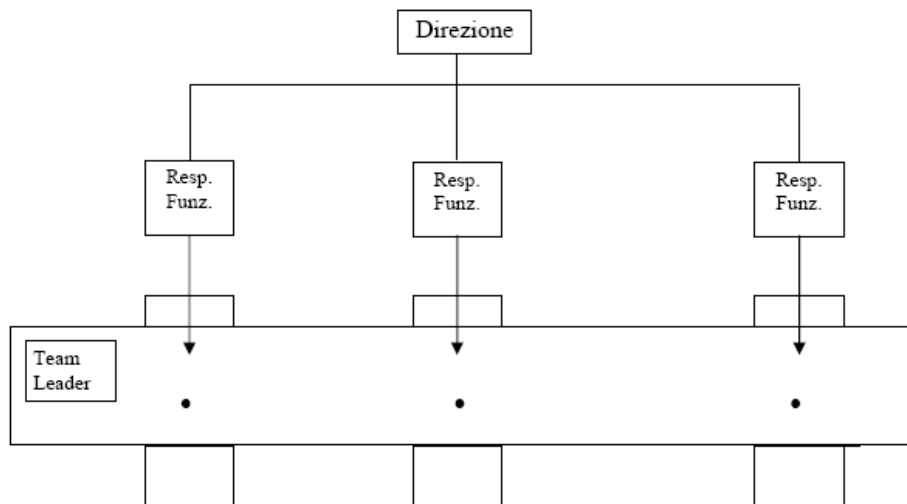 Direzione
Resp.
Funz.
Resp.
Funz.
Resp.
Funz.
Team
Leader